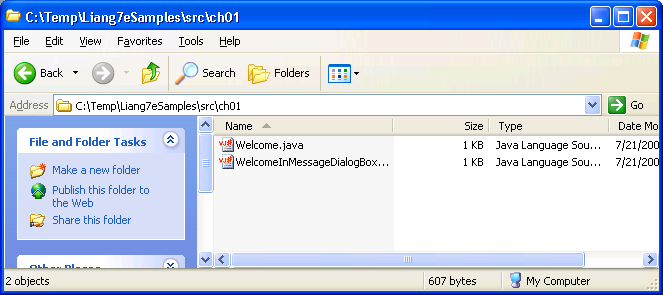 C:\Temp\Liang7eSamples\src\ch01
File Edit View Favorites Tools Help
Back Search Folders
Address C:\Temp\Liang7eSamples\src\ch01 Go
File and Folder Tasks
Make a new folder
Publish this folder to
the Web
Share this folder
Name Size Type Date Mo
Welcome.java 1 KB Java Language Sou... 7/21/200
WelcomeInMessageDialogBox... 1 KB Java Language Sou... 7/21/200
Other Places
2 objects 607 bytes My Computer